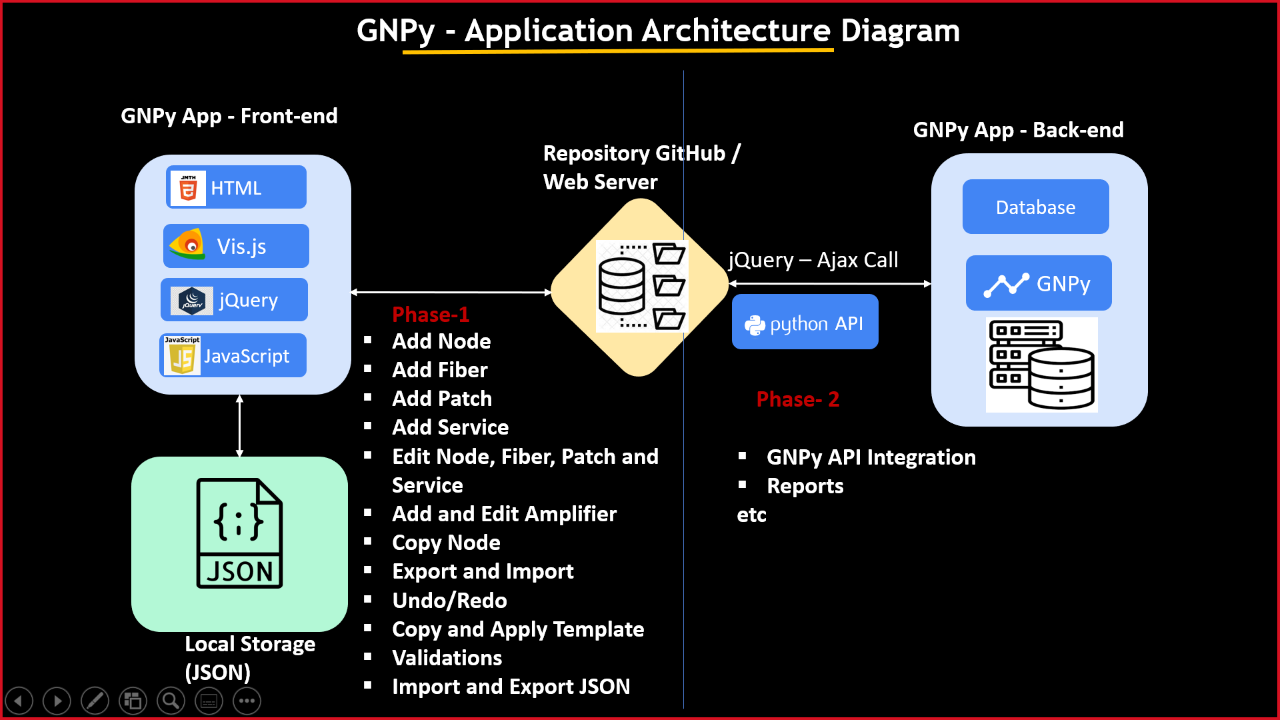 GNPy - Application Architecture Diagram
GNPy App - Front-end
HTML
Vis.js
jQuery
jQuery
JavaScript
JS
JavaScript
{;}
JSON
Local Storage
(JSON)
Repository GitHub /
Web Server
Phase-1
▪ Add Node
▪ Add Fiber
▪ Add Patch
▪ Add Service
▪ Edit Node, Fiber, Patch and
Service
▪ Add and Edit Amplifier
▪ Copy Node
▪ Export and Import
▪ Undo/Redo
▪ Copy and Apply Template
▪ Validations
▪ Import and Export JSON
jQuery – Ajax Call
python API
Phase- 2
▪ GNPy API Integration
▪ Reports
etc
GNPy App - Back-end
Database
GNPy